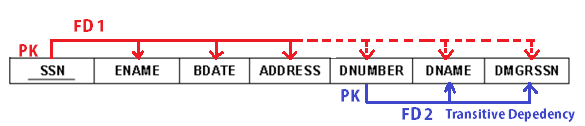 FD 1
PK
SSN ENAME BDATE ADDRESS DNUMBER DNAME DMGRSSN
PK
FD 2 Transitive Depedency